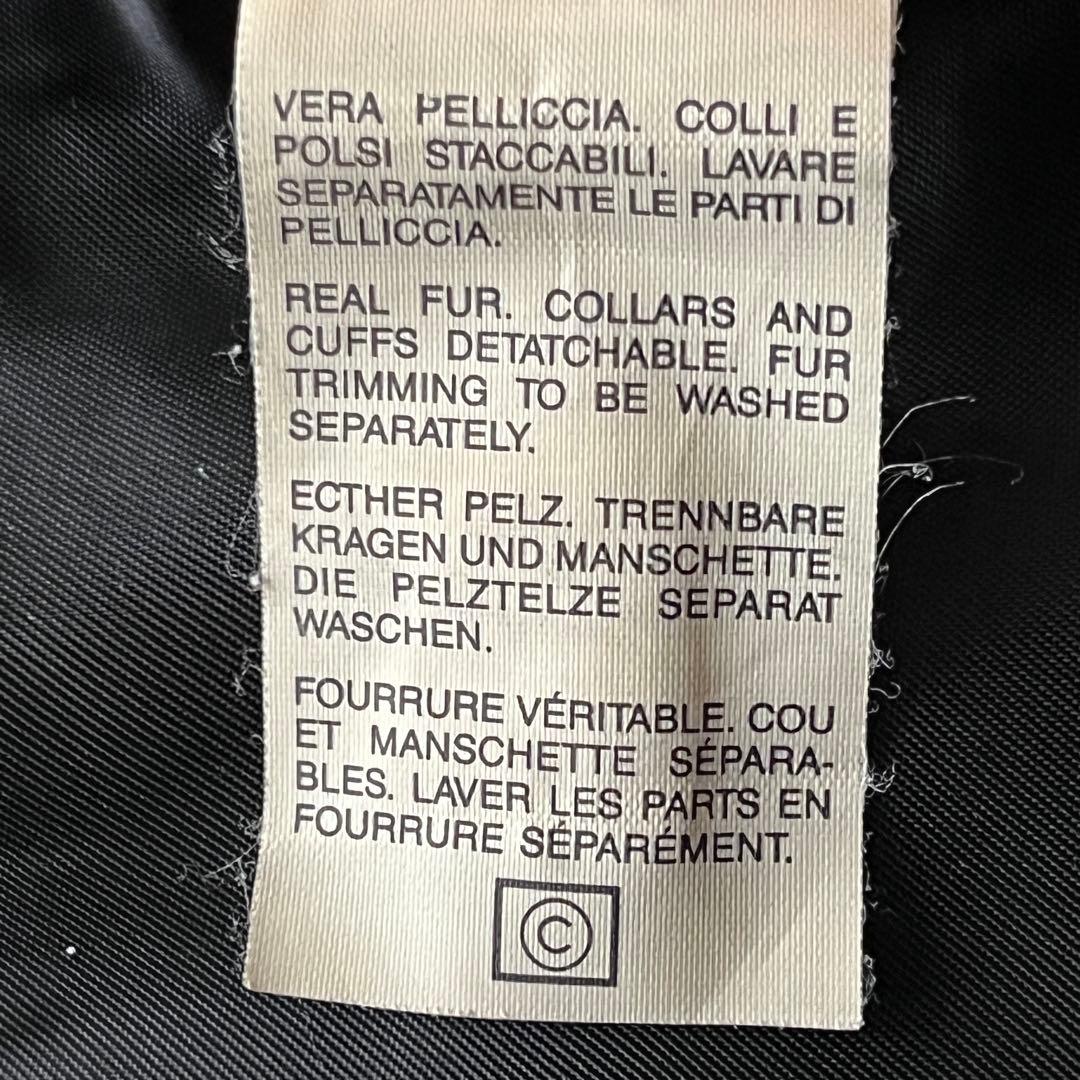 VERA PELLICCIA. COLLI E
POLSI STACCABILI. LAVARE
SEPARATAMENTE LE PARTI DI
PELLICCIA.
REAL FUR. COLLARS AND
CUFFS DETATCHABLE. FUR
TRIMMING TO BE WASHED
SEPARATELY.
ECTHER PELZ. TRENNBARE
KRAGEN UND MANSCHETTE.
DIE PELZTELZE SEPARAT
WASCHEN.
FOURRURE VÉRITABLE. COU
ET MANSCHETTE SÉPARA-
BLES. LAVER LES PARTS EN
FOURRURE SÉPARÉMENT.
©